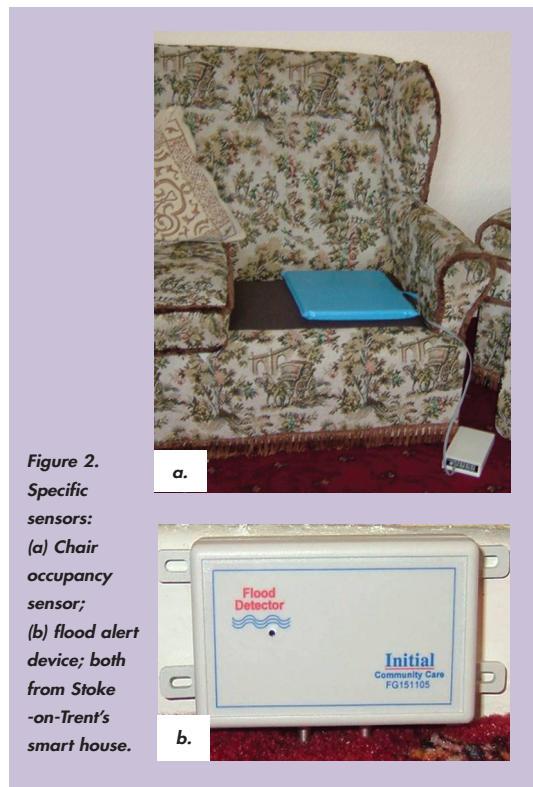 Figure 2.
Specific
sensors:
(a) Chair
occupancy
sensor;
(b) flood alert
device; both
from Stoke
-on-Trent's
smart house.
a.
Flood
Detector
Initial
Community Care
FG151105
b.